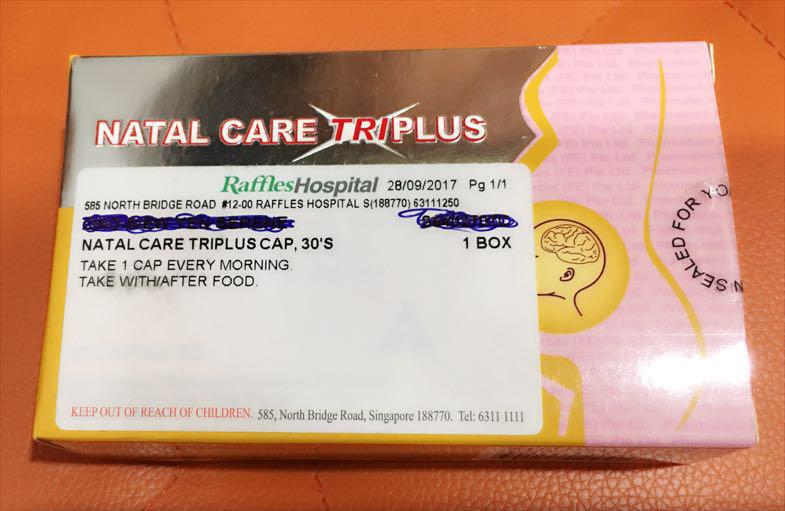 NATAL CARE TRIPLUS
RafflesHospital 28/09/2017 Pg 1/1
585 NORTH BRIDGE ROAD #12-00 RAFFLES HOSPITAL S(188770) 63111250
NATAL CARE TRIPLUS CAP, 30'S 1 BOX
TAKE 1 CAP EVERY MORNING.
TAKE WITH/AFTER FOOD.
KEEP OUT OF REACH OF CHILDREN. 585, North Bridge Road, Singapore 188770. Tel: 6311 1111
SEALED FOR